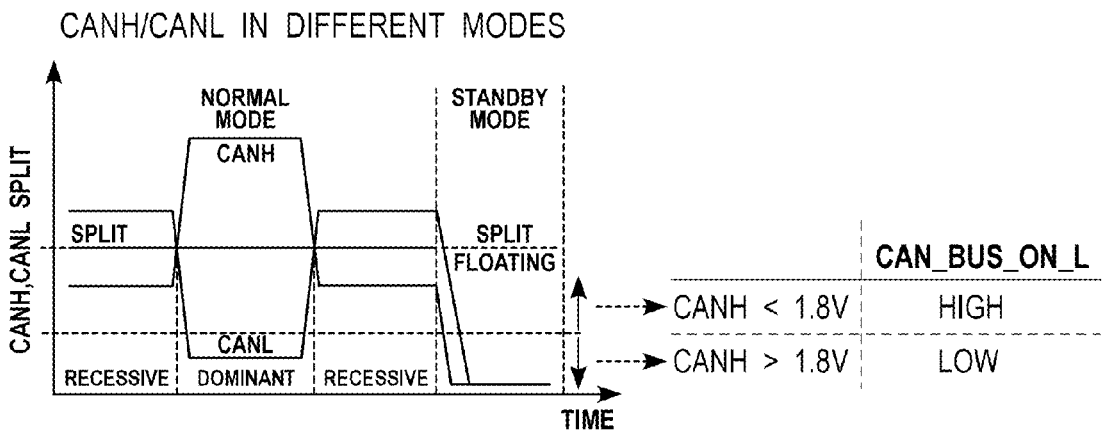 CANH/CANL IN DIFFERENT MODES
NORMAL
MODE
STANDBY
MODE
CANH
CANH,CANL SPLIT
SPLIT
SPLIT
FLOATING
CANL
RECESSIVE
DOMINANT
RECESSIVE
TIME
CAN_BUS_ON_L
CANH < 1.8V HIGH
CANH > 1.8V LOW